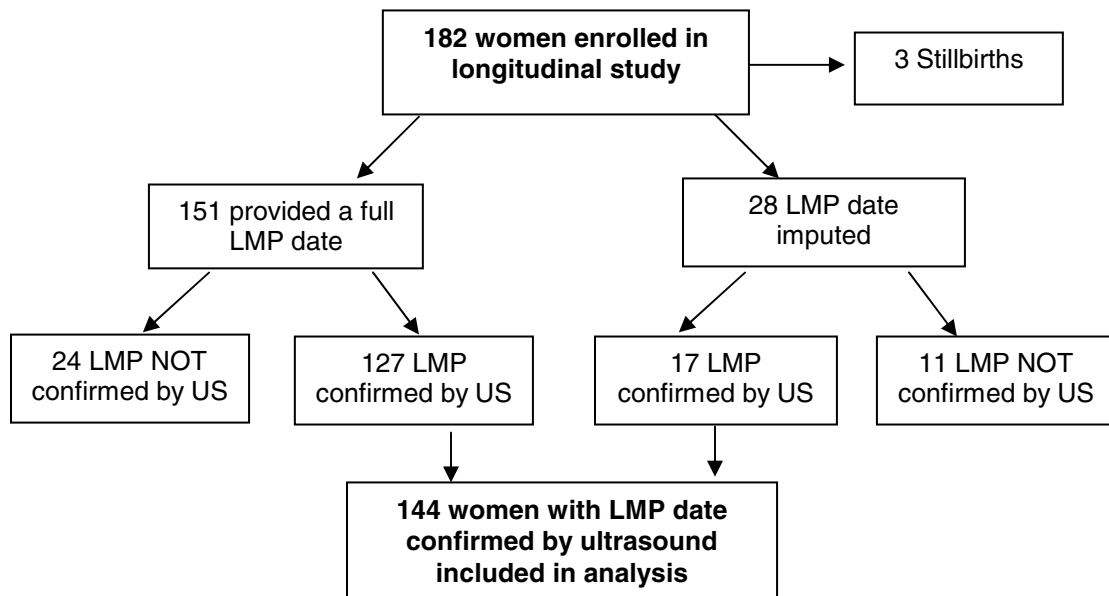 182 women enrolled in
longitudinal study
3 Stillbirths
151 provided a full
LMP date
28 LMP date
imputed
24 LMP NOT
confirmed by US
127 LMP
confirmed by US
17 LMP
confirmed by US
11 LMP NOT
confirmed by US
144 women with LMP date
confirmed by ultrasound
included in analysis